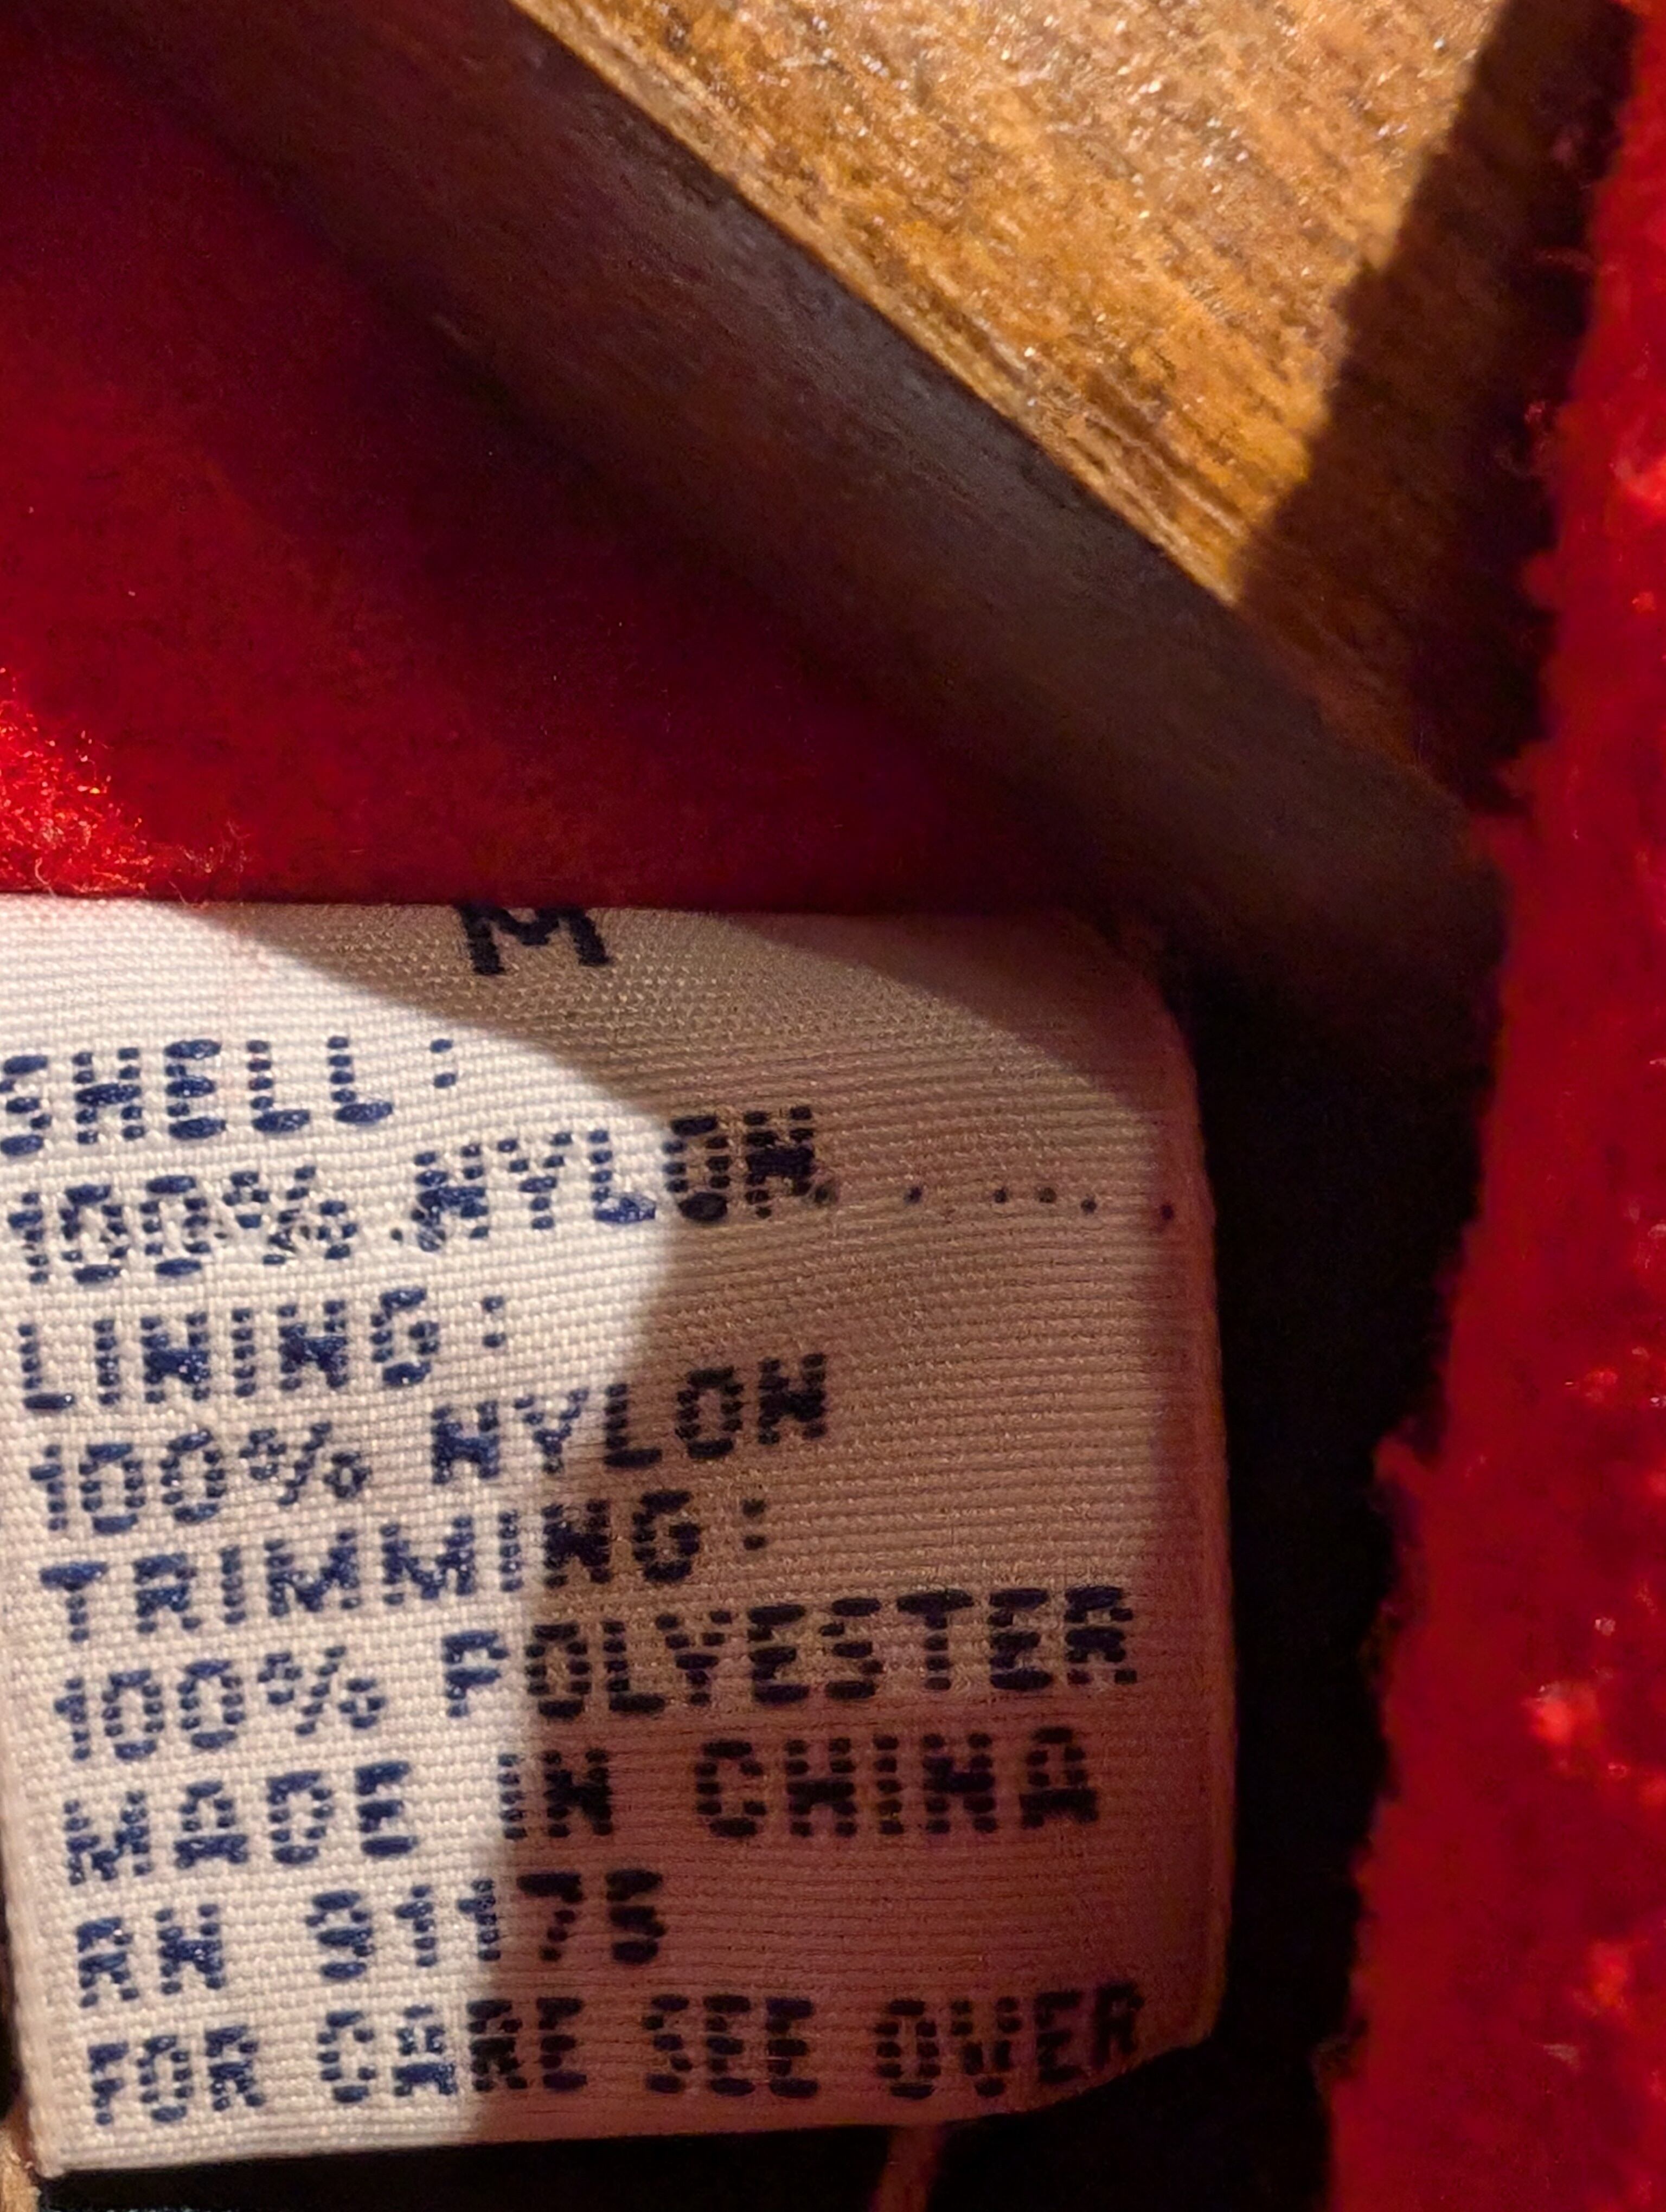 M
SHELL:
100% NYLON
LINING:
100% NYLON
TRIMMING:
100% POLYESTER
MADE IN CHINA
RN 91175
FOR CARE SEE OVER